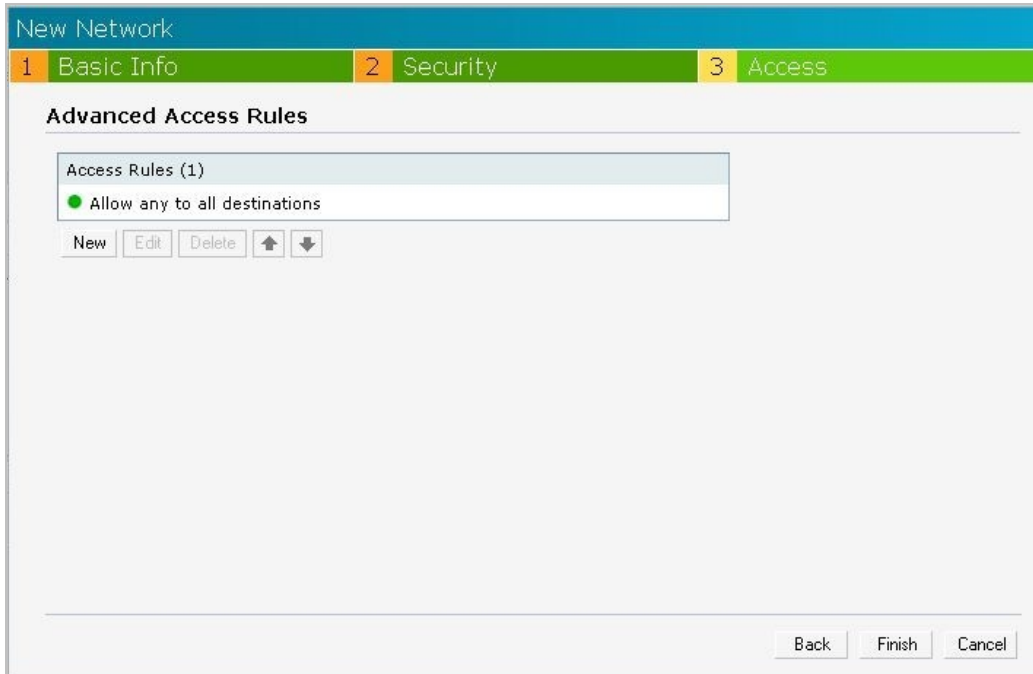 New Network
1 Basic Info 2 Security 3 Access
Advanced Access Rules
Access Rules (1)
Allow any to all destinations
New Edit Delete
Back Finish Cancel